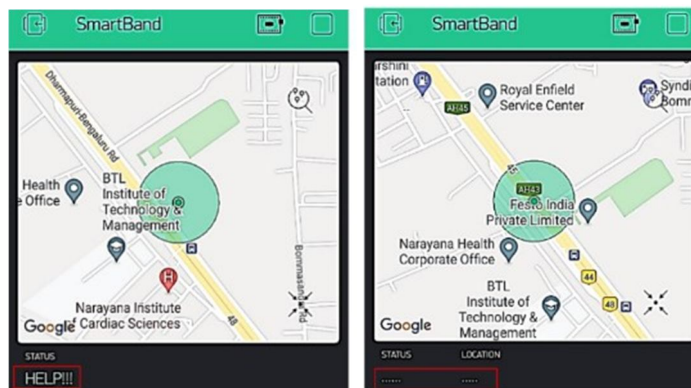 SmartBand
Dharmapuri-Bengaluru Rd
Health
e Office
BTL
Institute of
Technology &
Management
Narayana Institute
f Cardiac Sciences
Bommasandra Rd
48
Google
STATUS
HELP!!!
SmartBand
rshini
tation
Royal Enfield
Service Center
Syndi
Bomm
AH45
45
AH43
Festo India
Private Limited
Narayana Health
Corporate Office
44
BTL
Institute of
Technology &
Management
48
Google
STATUS LOCATION
...... .....